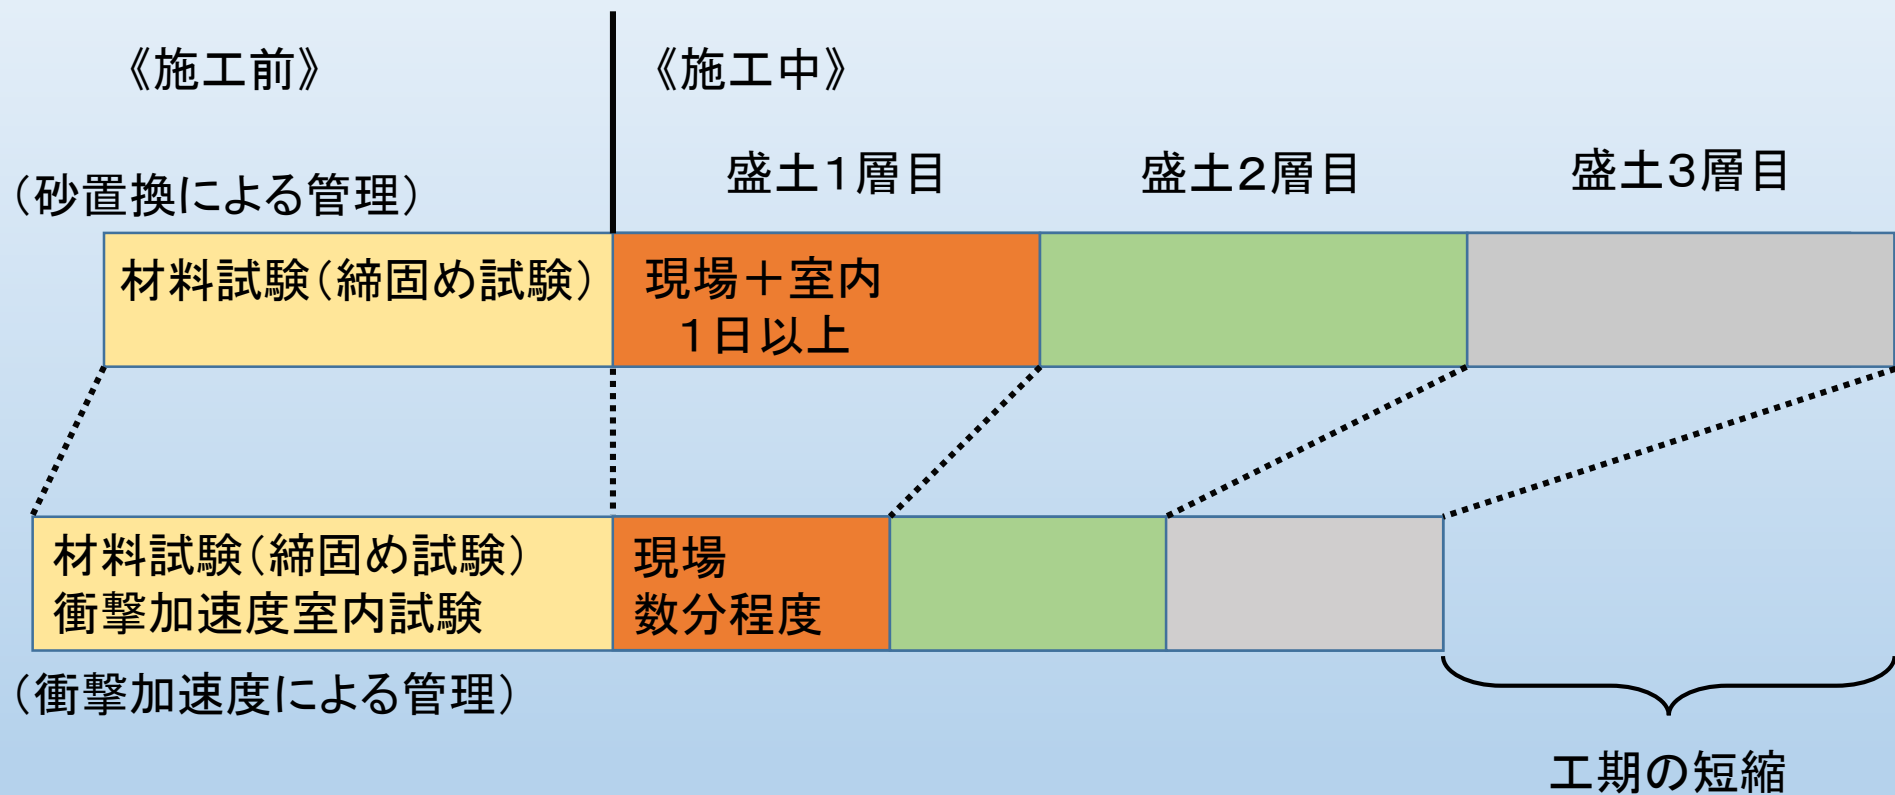 《施工前》
《施工中》
（砂置換による管理）
盛土１層目
盛土２層目
盛土３層目
材料試験（締固め試験）
現場＋室内
１日以上
材料試験（締固め試験）
衝撃加速度室内試験
現場
数分程度
（衝撃加速度による管理）
工期の短縮